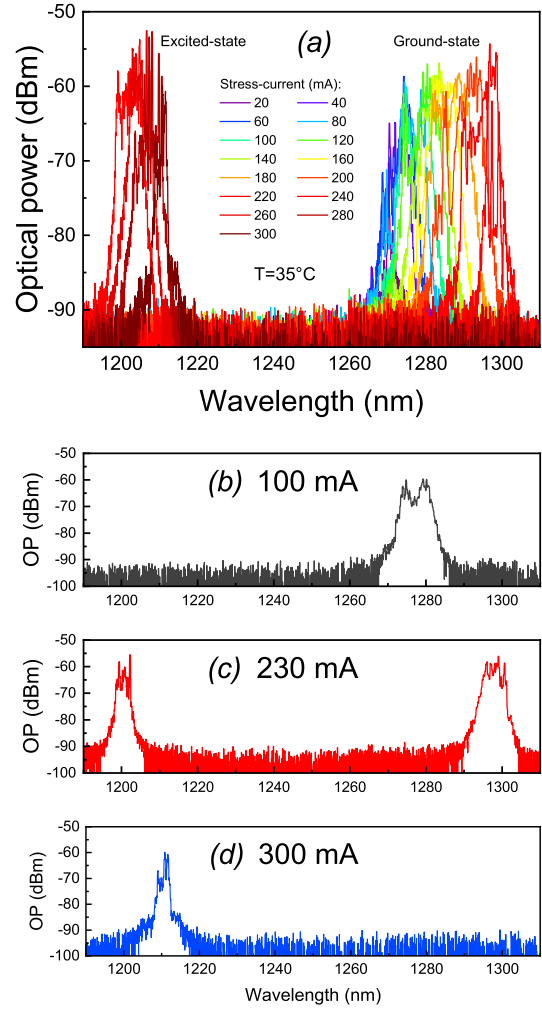 (a)
Excited-state
Ground-state
Stress-current (mA):
20 40
60 80
100 120
140 160
180 200
220 240
260 280
300
T=35°C
Optical power (dBm)
-50
-60
-70
-80
-90
1200 1220 1240 1260 1280 1300
Wavelength (nm)
(b) 100 mA
OP (dBm)
-50
-60
-70
-80
-90
-100
1200 1220 1240 1260 1280 1300
(c) 230 mA
OP (dBm)
-50
-60
-70
-80
-90
-100
1200 1220 1240 1260 1280 1300
(d) 300 mA
OP (dBm)
-50
-60
-70
-80
-90
-100
1200 1220 1240 1260 1280 1300
Wavelength (nm)